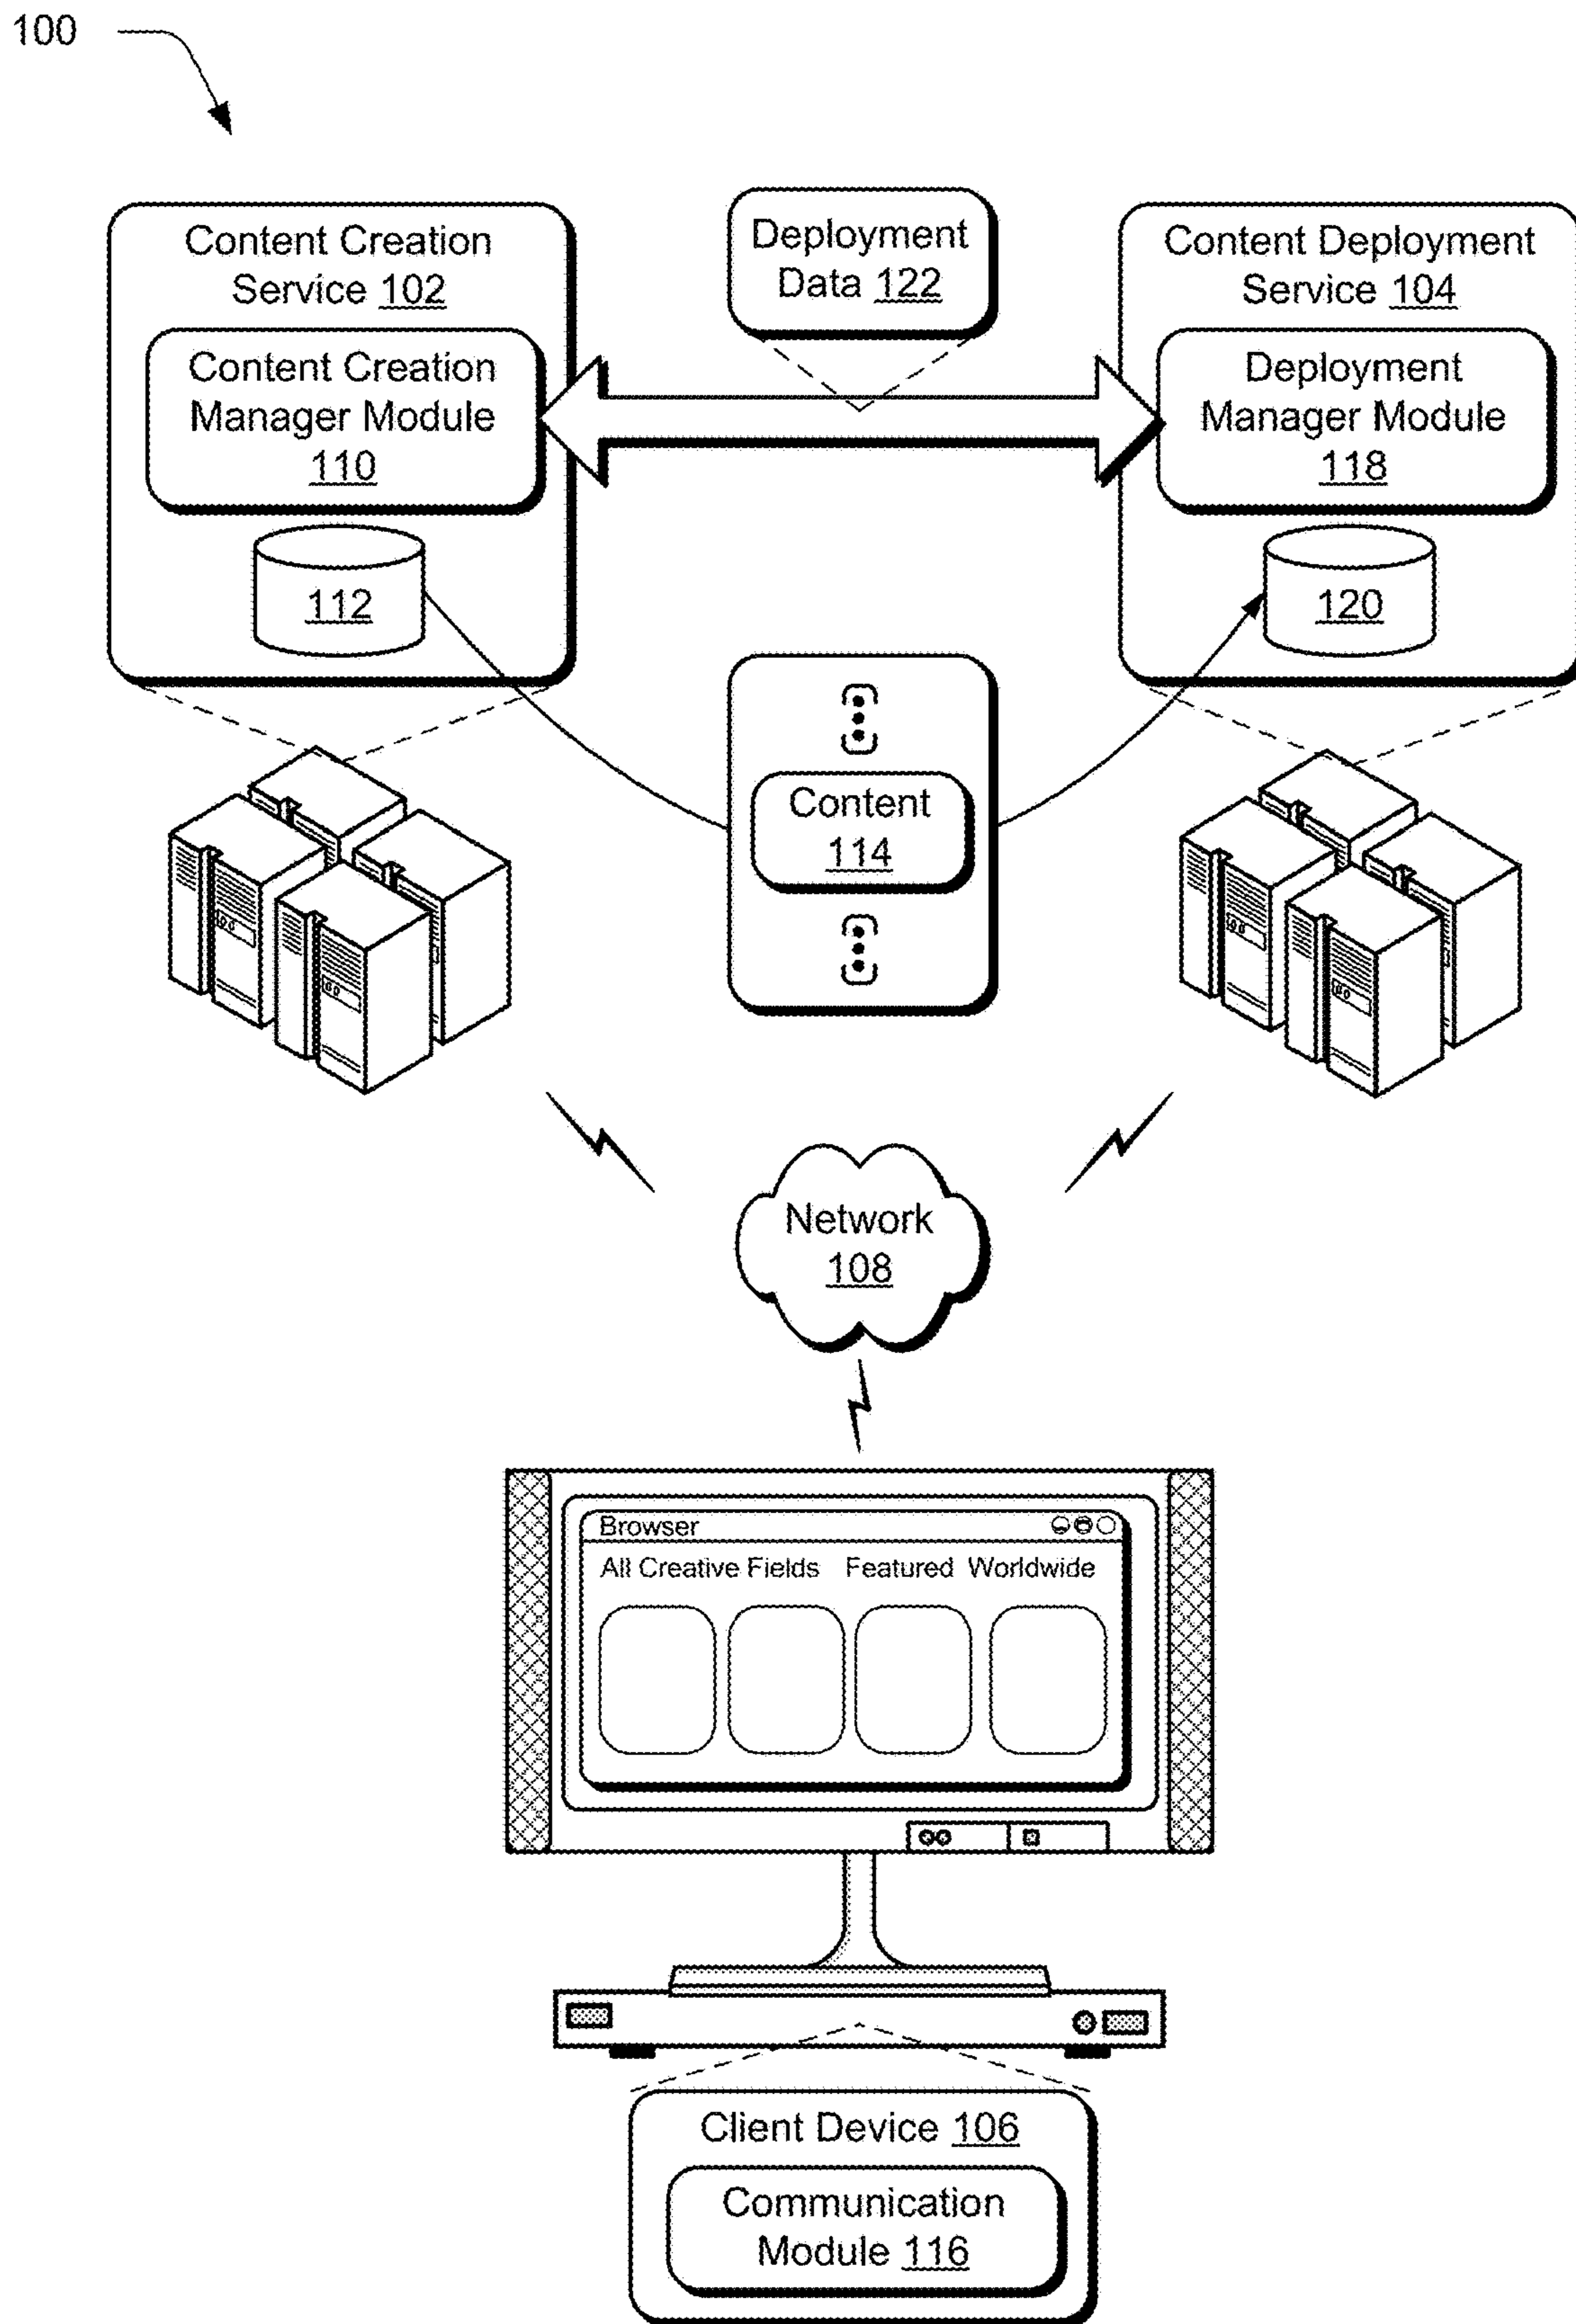 100
Content Creation
Service 102
Content Creation
Manager Module
110
112
Deployment
Data 122
Content Deployment
Service 104
Deployment
Manager Module
118
120
Content
114
Network
108
Browser
All Creative Fields Featured Worldwide
Client Device 106
Communication
Module 116